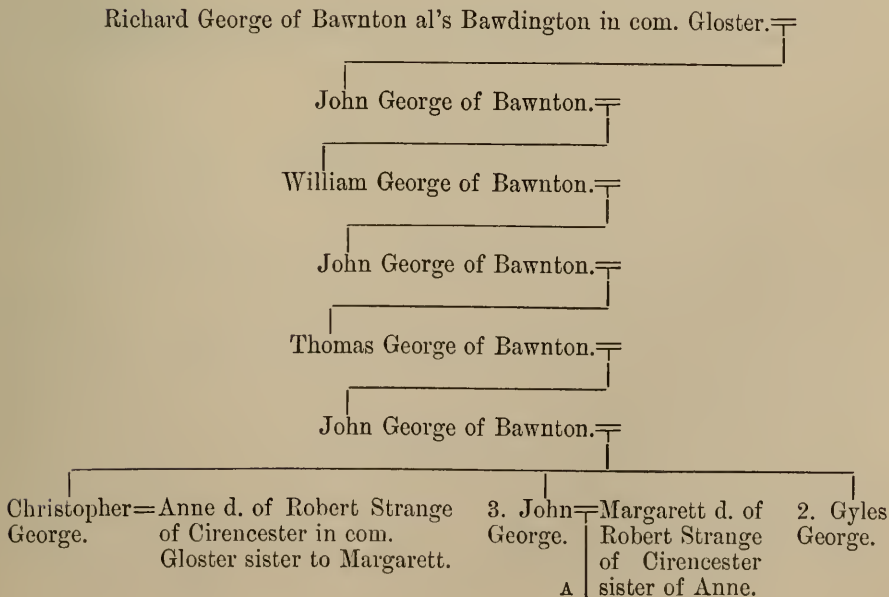 Richard George of Bawnton al's Bawdington in com. Gloster.
John George of Bawnton.
William George of Bawnton.
John George of Bawnton.
Thomas George of Bawnton.
John George of Bawnton.
Christopher=Anne d. of Robert Strange
George. of Cirencester in com.
Gloster sister to Margarett.
3. John=Margarett d. of
George. Robert Strange
of Cirencester
A sister of Anne.
2. Gyles
George.